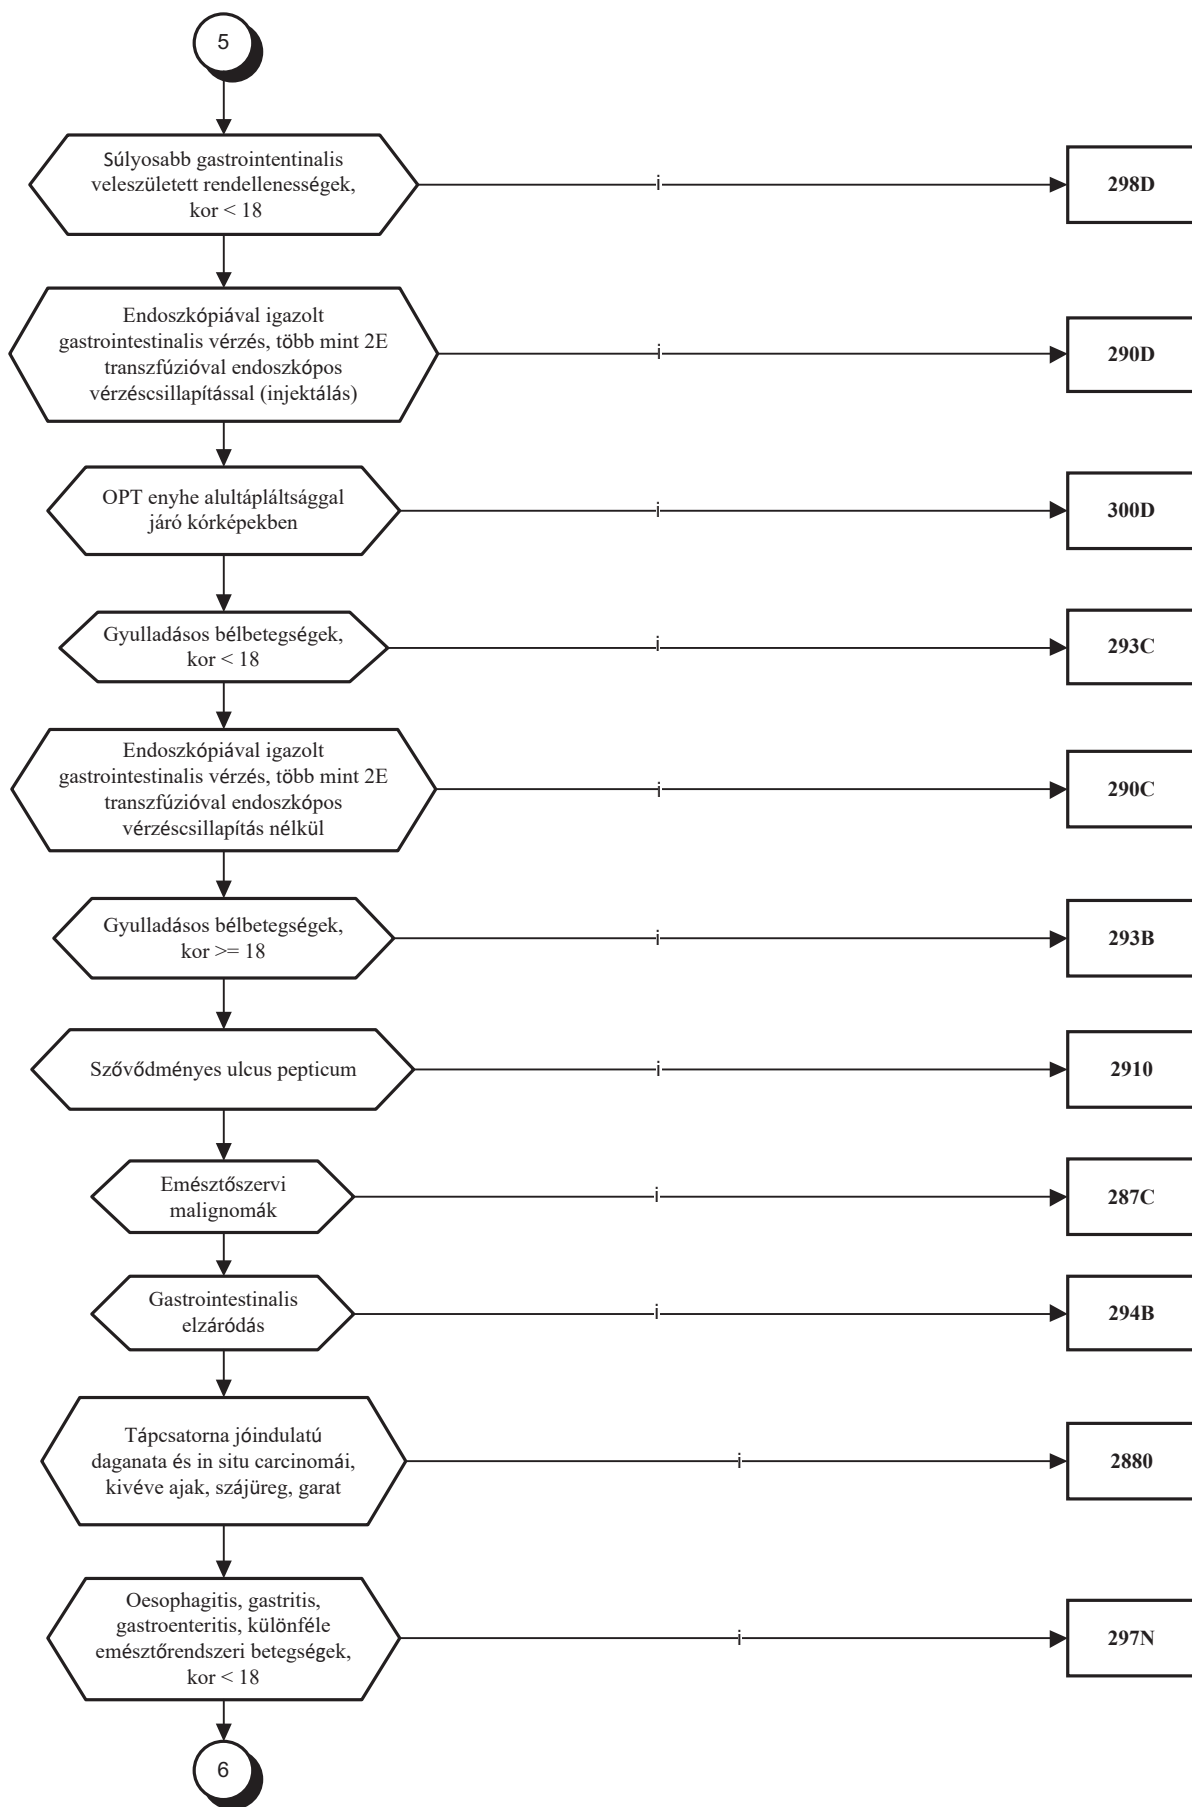 5
Súlyosabb gastrointentinalis
veleszületett rendellenességek,
kor < 18
i
298D
Endoszkópiával igazolt
gastrointestinalis vérzés, több mint 2E
transzfúzióval endoszkópos
vérzéscsillapítással (injektálás)
i
290D
OPT enyhe alultápláltsággal
járó kórképekben
i
300D
Gyulladásos bélbetegségek,
kor < 18
i
293C
Endoszkópiával igazolt
gastrointestinalis vérzés, több mint 2E
transzfúzióval endoszkópos
vérzéscsillapítás nélkül
i
290C
Gyulladásos bélbetegségek,
kor >= 18
i
293B
Szővődményes ulcus pepticum
i
2910
Emésztőszervi
malignomák
i
287C
Gastrointestinalis
elzáródás
i
294B
Tápcsatorna jóindulatú
daganata és in situ carcinomái,
kivéve ajak, szájüreg, garat
i
2880
Oesophagitis, gastritis,
gastroenteritis, különféle
emésztőrendszeri betegségek,
kor < 18
i
297N
6